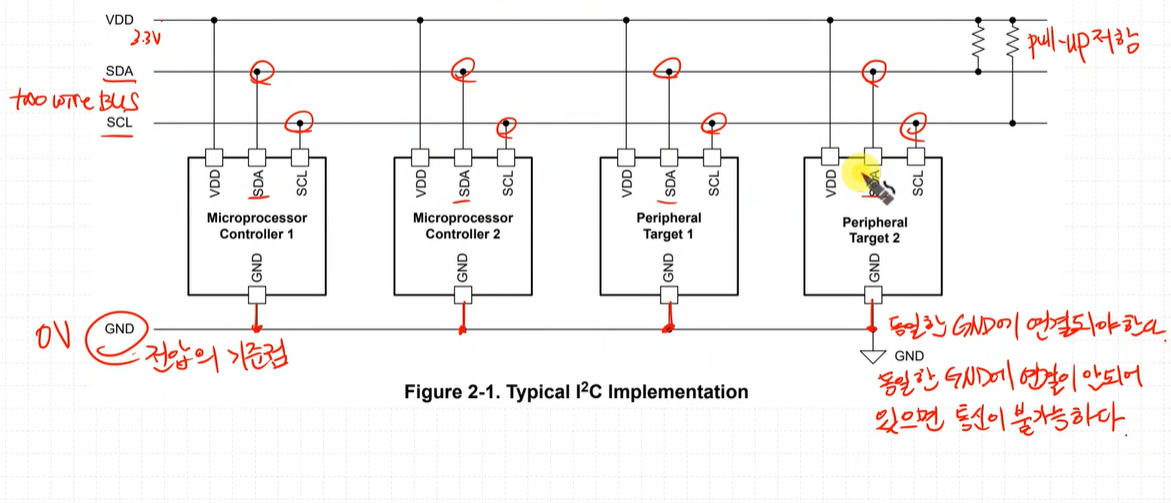 VDD
3.3V
pull-up 저항
SDA
two wire BUS
SCL
VDD SDA SCL
VDD SDA SCL
VDD SDA SCL
VDD SDA SCL
Microprocessor
Controller 1
Microprocessor
Controller 2
Peripheral
Target 1
Peripheral
Target 2
GND
GND
GND
GND
0V
GND
전압의 기준점
동일한 GND에 연결되야한다.
GND
동일한 GND에 연결이 안되어
있으면 통신이 불가능하다.
Figure 2-1. Typical I²C Implementation